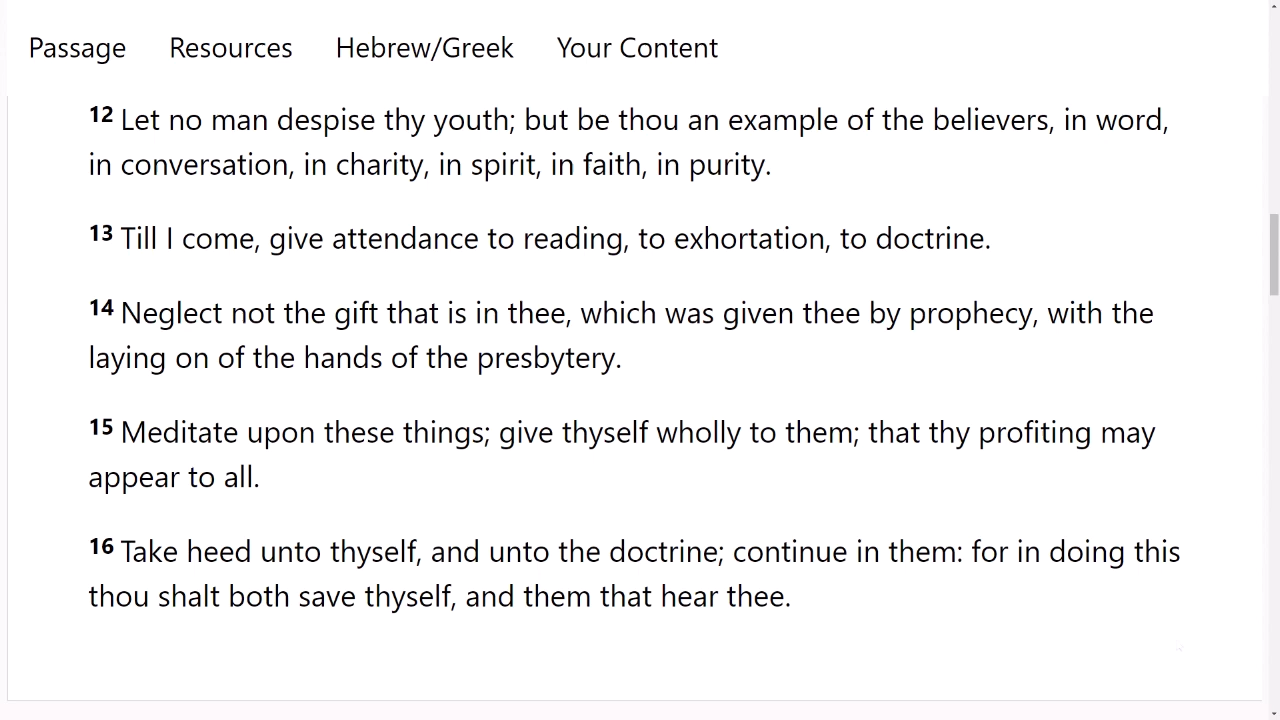 Passage Resources Hebrew/Greek Your Content
12 Let no man despise thy youth; but be thou an example of the believers, in word,
in conversation, in charity, in spirit, in faith, in purity.
13 Till I come, give attendance to reading, to exhortation, to doctrine.
14 Neglect not the gift that is in thee, which was given thee by prophecy, with the
laying on of the hands of the presbytery.
15 Meditate upon these things; give thyself wholly to them; that thy profiting may
appear to all.
16 Take heed unto thyself, and unto the doctrine; continue in them: for in doing this
thou shalt both save thyself, and them that hear thee.